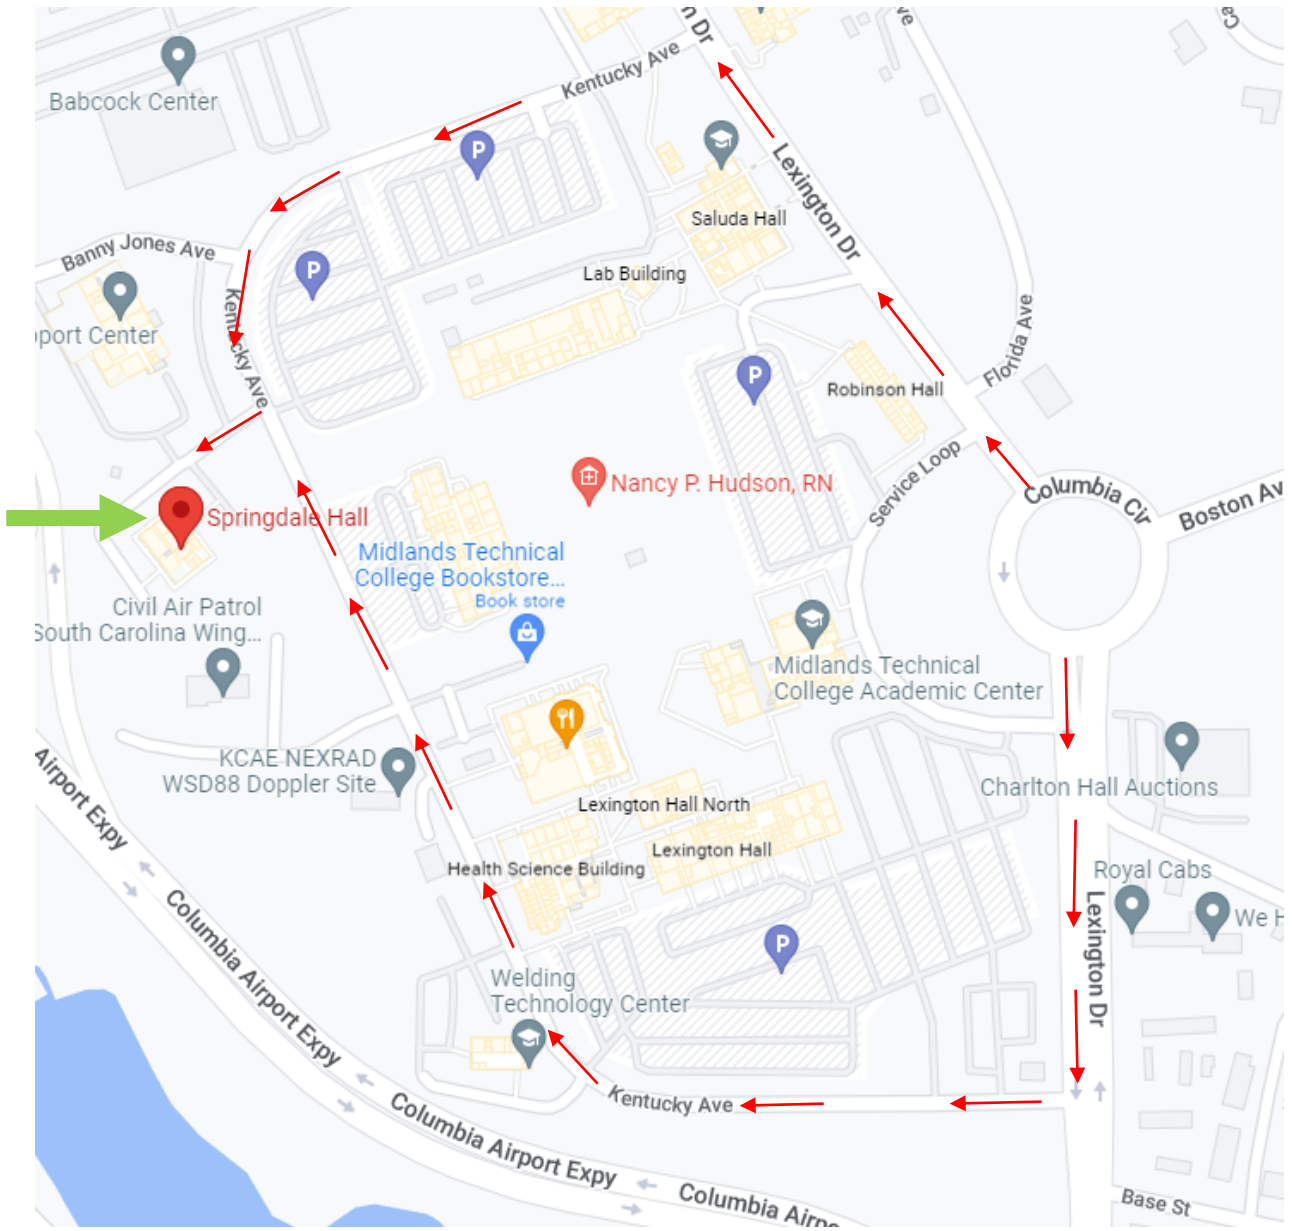 on Dr
ve
Ca
Kentucky Ave
Babcock Center
P
Lexington Dr
Saluda Hall
Banny Jones Ave
P
Lab Building
Kentucky Ave
port Center
Florida Ave
P
Robinson Hall
Service Loop
Nancy P. Hudson, RN
Columbia Cir
Boston Av
Springdale Hall
Midlands Technical
College Bookstore...
Book store
Civil Air Patrol
South Carolina Wing...
Midlands Technical
College Academic Center
KCAE NEXRAD
WSD88 Doppler Site
Airport Expy
Charlton Hall Auctions
Lexington Hall North
Lexington Hall
Health Science Building
Royal Cabs
We H
Lexington Dr
Columbia Airport Expy
P
Welding
Technology Center
Kentucky Ave
Columbia Airport Expy
Columbia Airpo
Base St